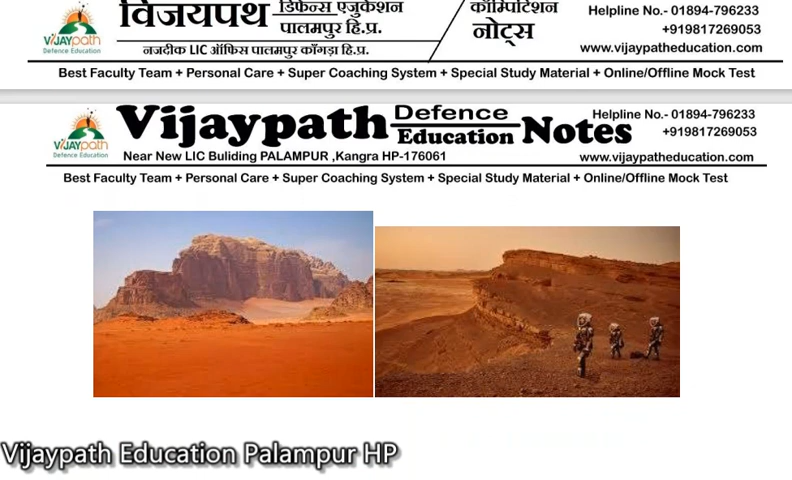 विजयपथ डिफेन्स एजुकेशन
पालमपुर हि.प्र.
नजदीक LIC ऑफिस पालमपुर काँगड़ा हि.प्र.
कॉम्पिटिशन
नोट्स
Helpline No.- 01894-796233
+919817269053
www.vijaypatheducation.com
VIJAYpath
Defence Education
Best Faculty Team + Personal Care + Super Coaching System + Special Study Material + Online/Offline Mock Test
Vijaypath Defence Education Notes
Helpline No.- 01894-796233
+919817269053
VIJAYpath
Defence Education
Near New LIC Buliding PALAMPUR ,Kangra HP-176061
www.vijaypatheducation.com
Best Faculty Team + Personal Care + Super Coaching System + Special Study Material + Online/Offline Mock Test
Vijaypath Education Palampur HP